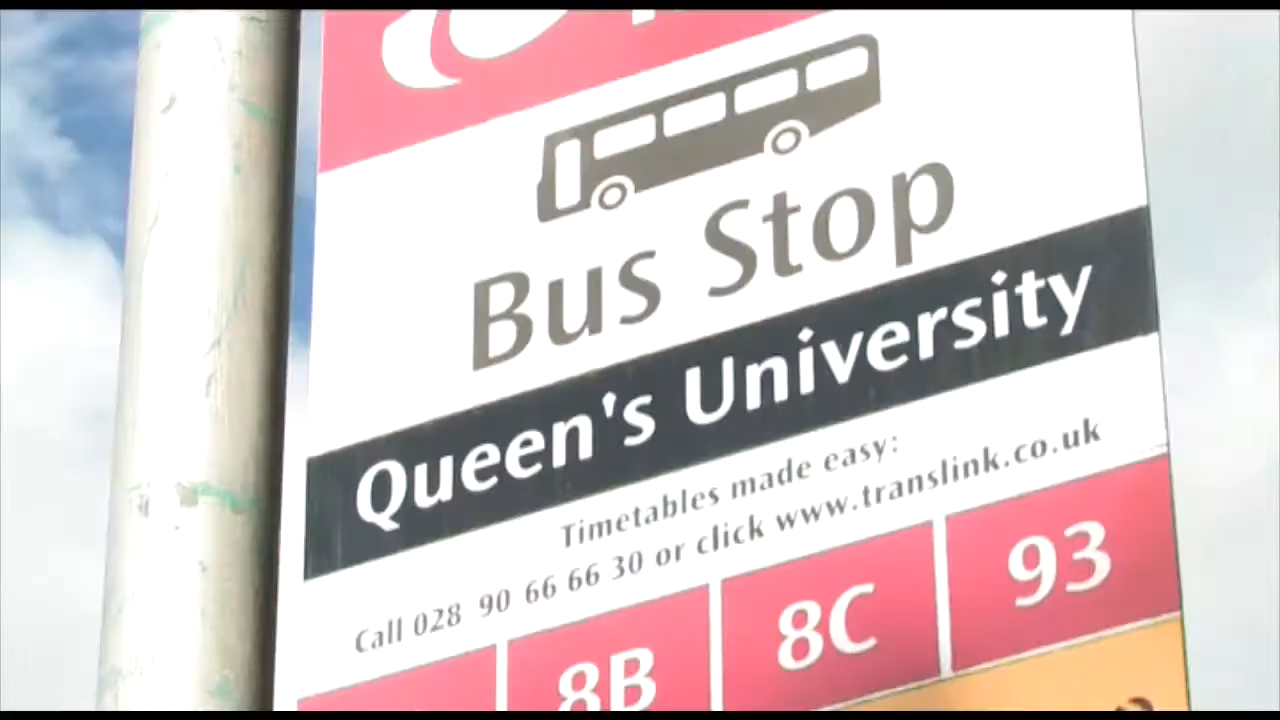 Bus Stop
Queen's University
Timetables made easy:
Call 028 90 66 66 30 or click www.translink.co.uk
8B 8C 93